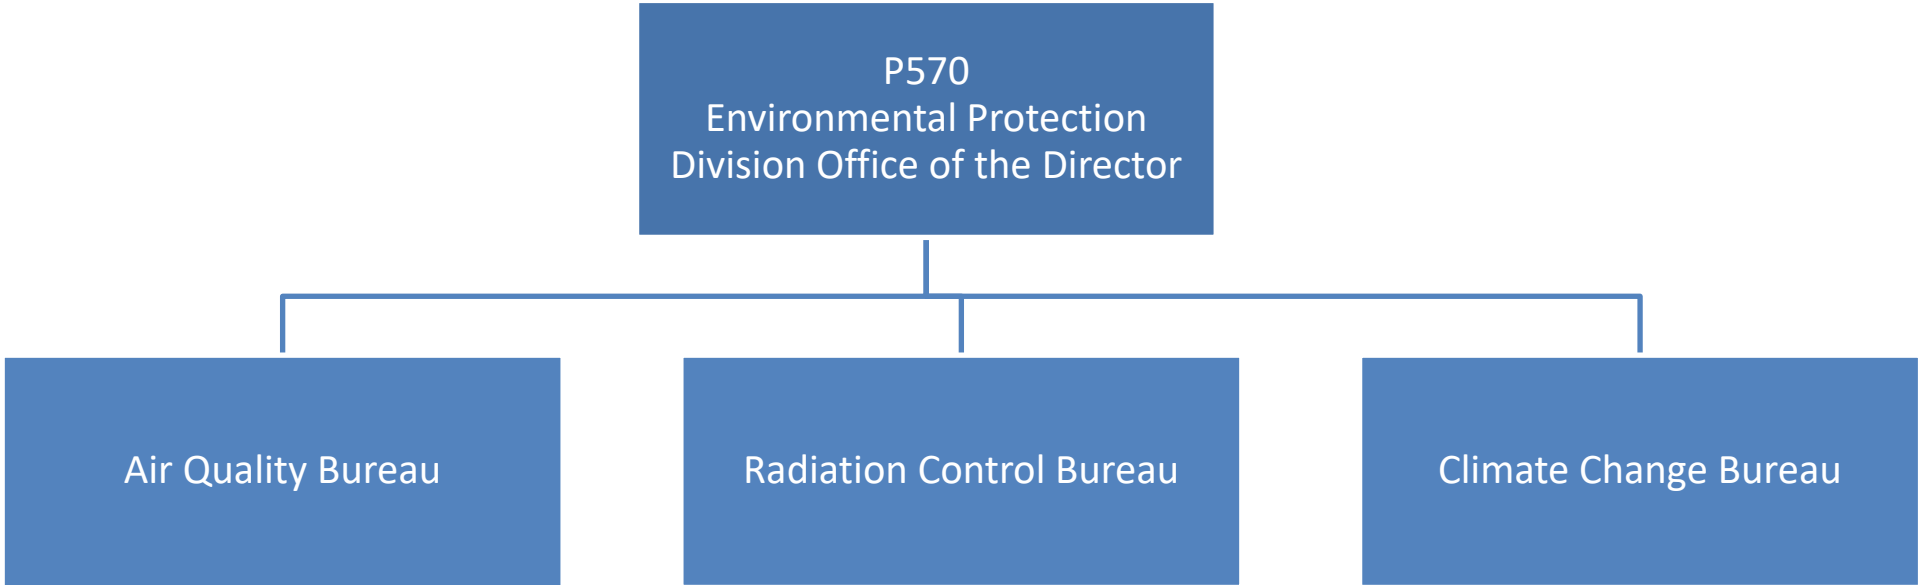 P570
Environmental Protection
Division Office of the Director
Air Quality Bureau
Radiation Control Bureau
Climate Change Bureau